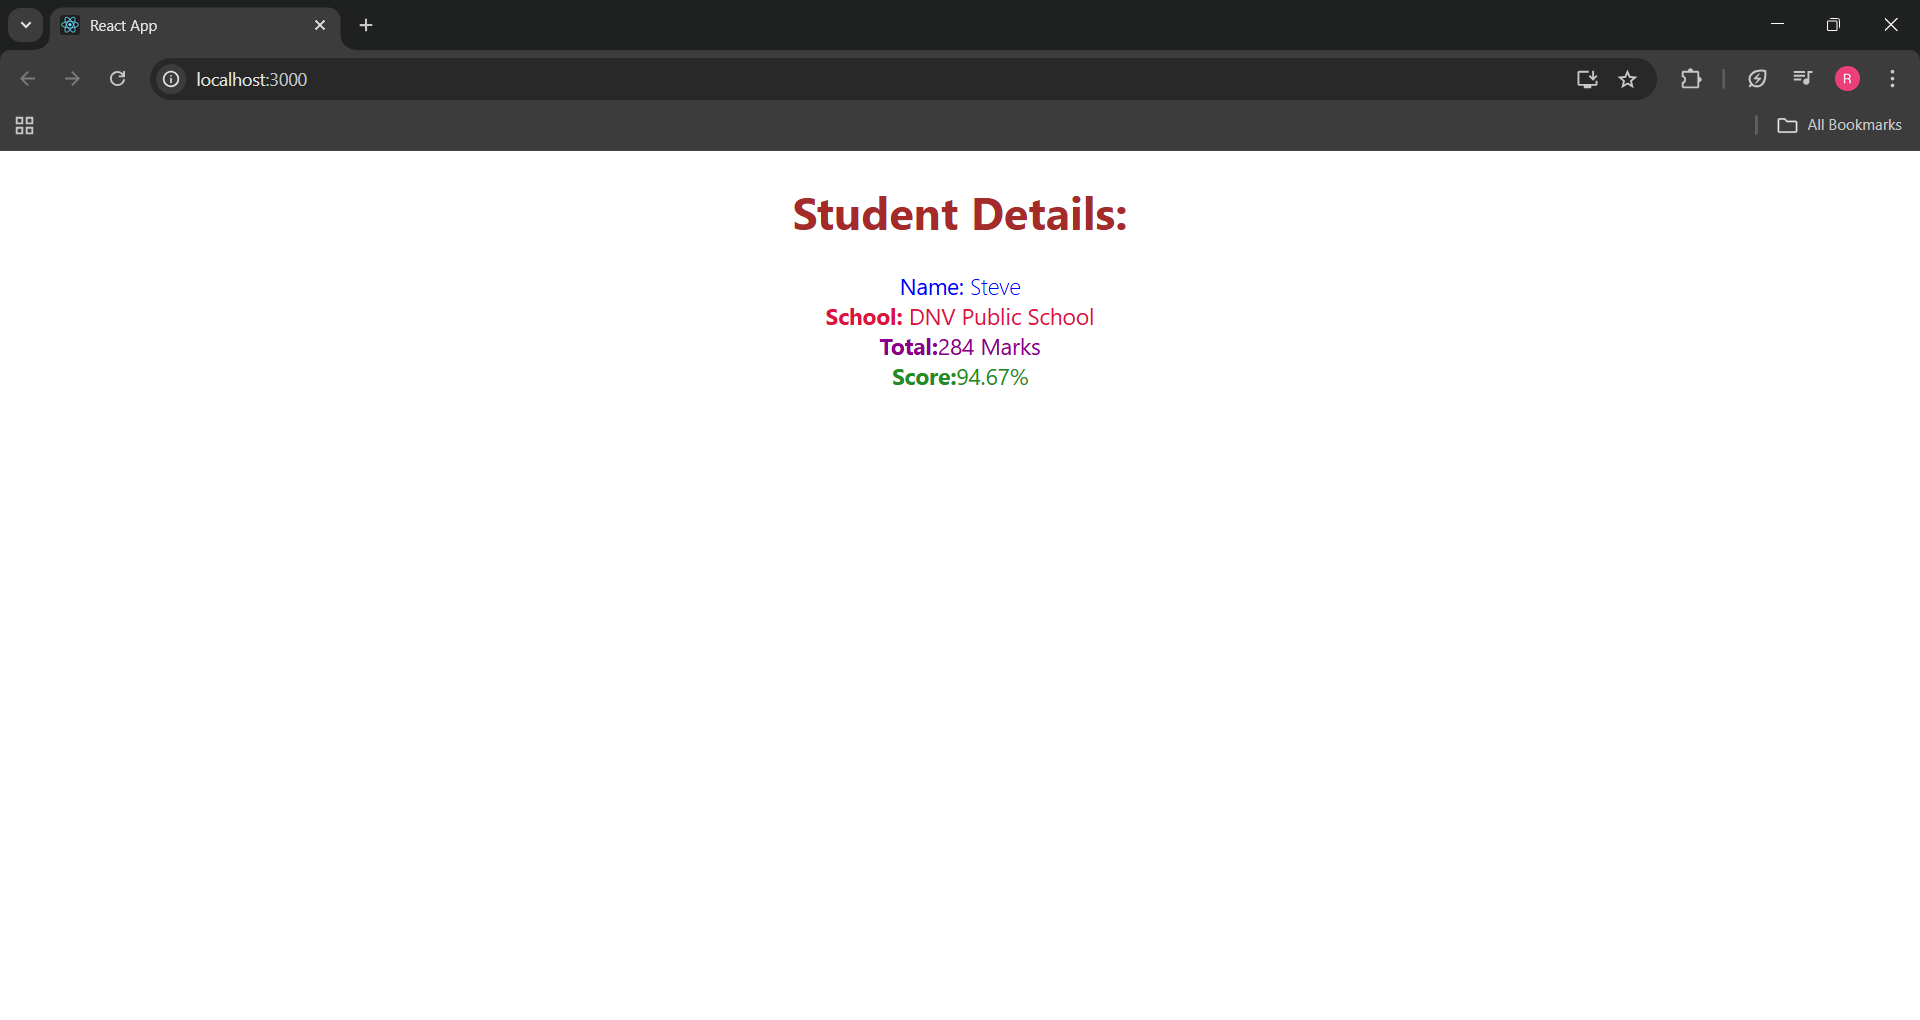 React App
localhost:3000
R
All Bookmarks
Student Details:
Name: Steve
School: DNV Public School
Total:284 Marks
Score:94.67%